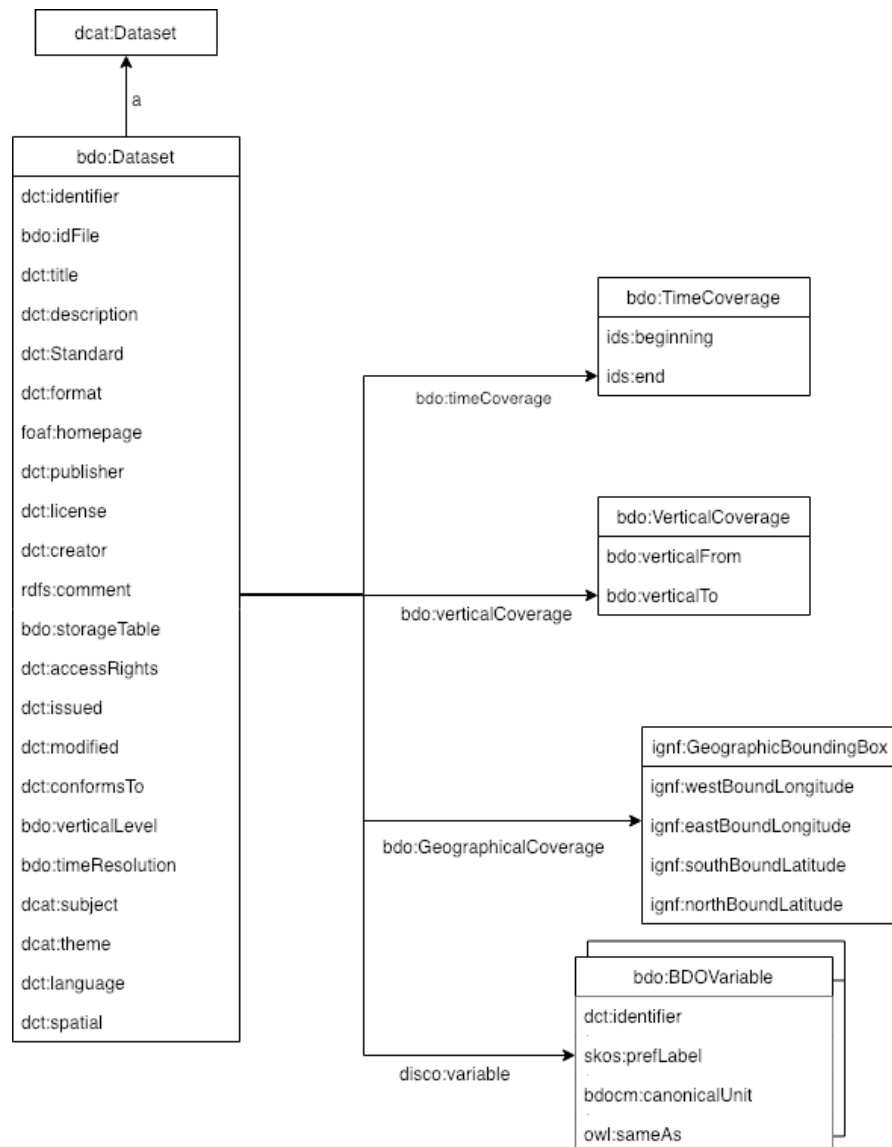 dcat:Dataset
a
bdo:Dataset
dct:identifier
bdo:idFile
dct:title
dct:description
dct:Standard
dct:format
foaf:homepage
dct:publisher
dct:license
dct:creator
rdfs:comment
bdo:storageTable
dct:accessRights
dct:issued
dct:modified
dct:conformsTo
bdo:verticalLevel
bdo:timeResolution
dcat:subject
dcat:theme
dct:language
dct:spatial
bdo:timeCoverage
bdo:TimeCoverage
ids:beginning
ids:end
bdo:verticalCoverage
bdo:VerticalCoverage
bdo:verticalFrom
bdo:verticalTo
bdo:GeographicalCoverage
ignf:GeographicBoundingBox
ignf:westBoundLongitude
ignf:eastBoundLongitude
ignf:southBoundLatitude
ignf:northBoundLatitude
disco:variable
bdo:BDOVariable
dct:identifier
skos:prefLabel
bdocm:canonicalUnit
owl:sameAs